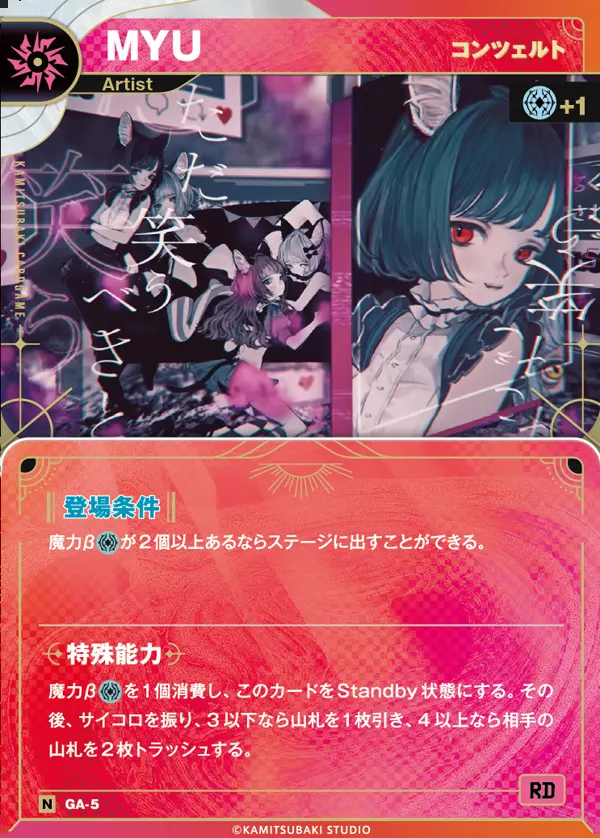 MYU
コンツェルト
Artist
+1
KAMITSUBAKI CARDGAME
ただ笑う
べき
笑う
登場条件
魔力βが2個以上あるならステージに出すことができる。
特殊能力
魔力βを1個消費し、このカードをStandby状態にする。その
後、サイコロを振り、3以下なら山札を1枚引き、4以上なら相手の
山札を2枚トラッシュする。
N GA-5
RD
©KAMITSUBAKI STUDIO